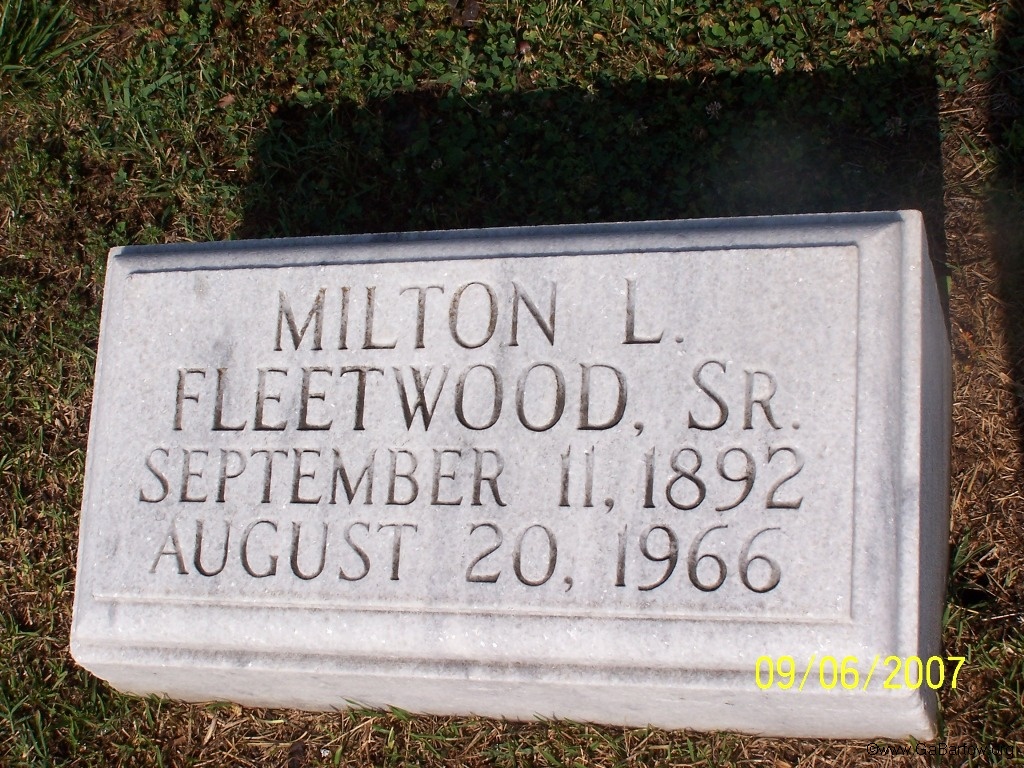 MILTON L.
FLEETWOOD, SR.
SEPTEMBER 11, 1892
AUGUST 20, 1966
09/06/2007